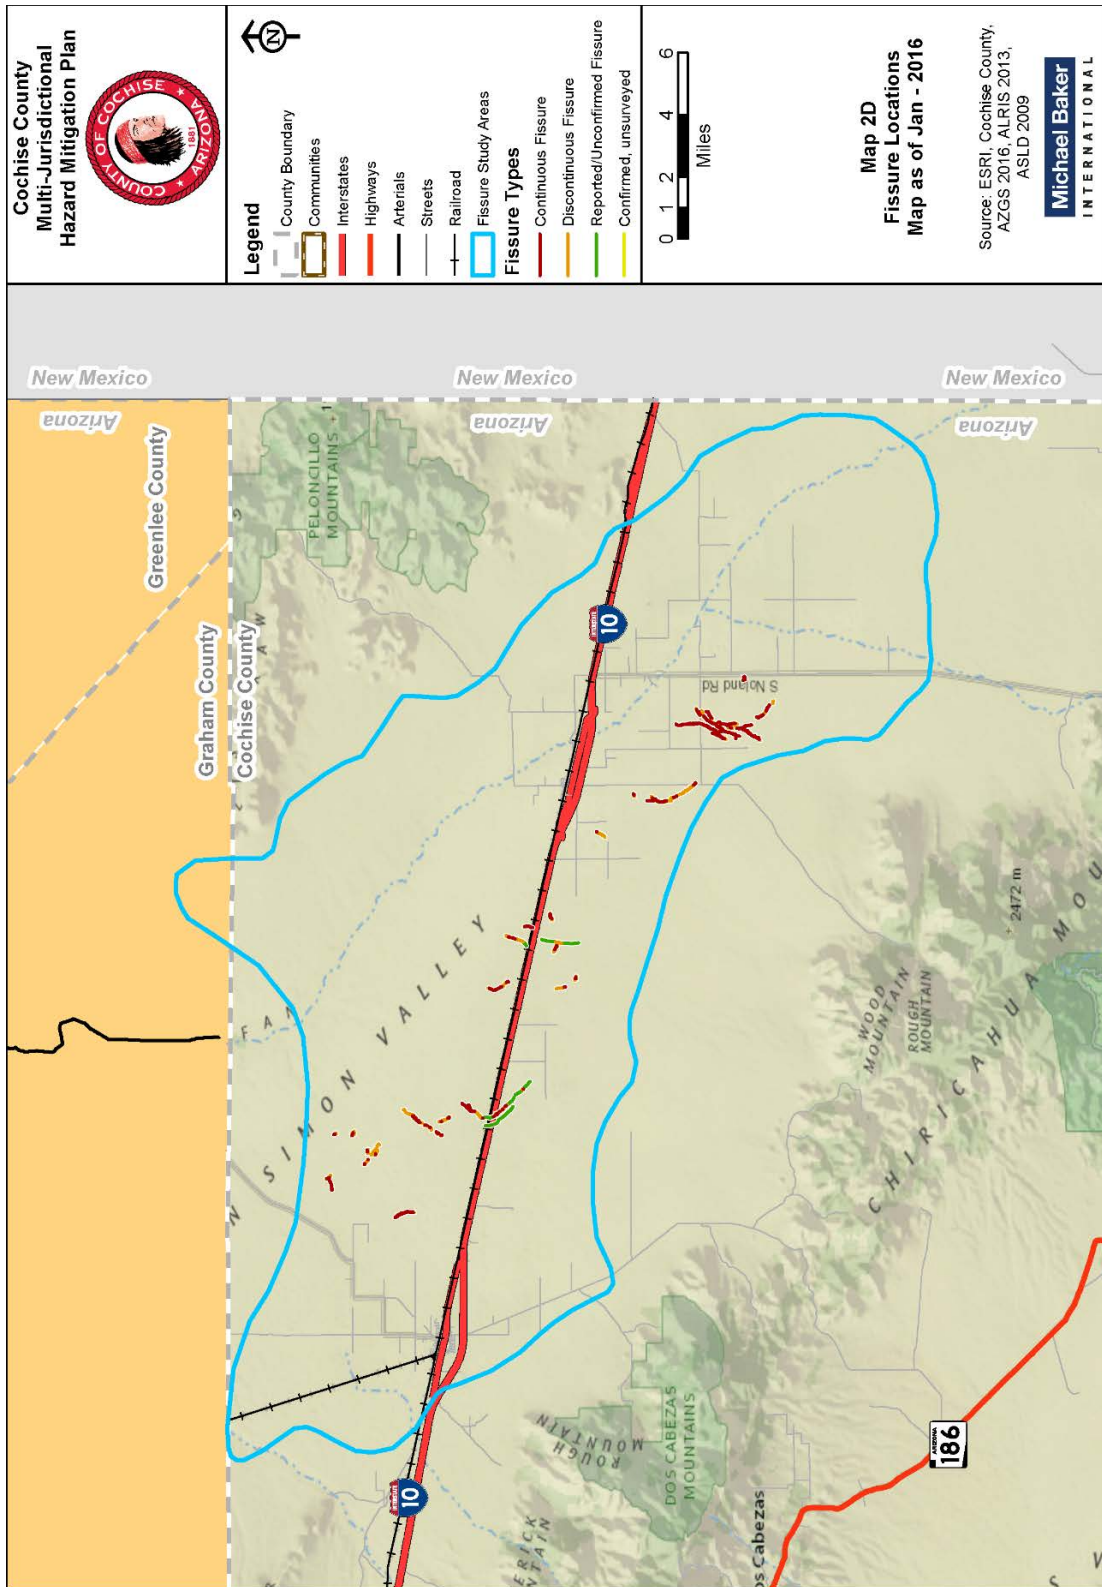 Cochise County
Multi-Jurisdictional
Hazard Mitigation Plan
COUNTY OF COCHISE
1881
ARIZONA
N
Legend
County Boundary
Communities
Interstates
Highways
Arterials
Streets
Railroad
Fissure Study Areas
Fissure Types
Continuous Fissure
Discontinuous Fissure
Reported/Unconfirmed Fissure
Confirmed, unsurveyed
0 1 2 4 6
Miles
Map 2D
Fissure Locations
Map as of Jan - 2016
Source: ESRI, Cochise County,
AZGS 2016, ALRIS 2013,
ASLD 2009
Michael Baker
INTERNATIONAL
New Mexico
Arizona
New Mexico
Arizona
New Mexico
Arizona
Greenlee County
Graham County
Cochise County
PELONCILLO
MOUNTAINS
N SIMON VALLEY
10
S Noland Rd
10
2472 m
WOOD
MOUNTAIN
ROUGH
MOUNTAIN
CHIRICAHUA MOU
ROUGH
MOUNTAIN
DOS CABEZAS
MOUNTAINS
os Cabezas
ERICK
NTAIN
ARIZONA
186